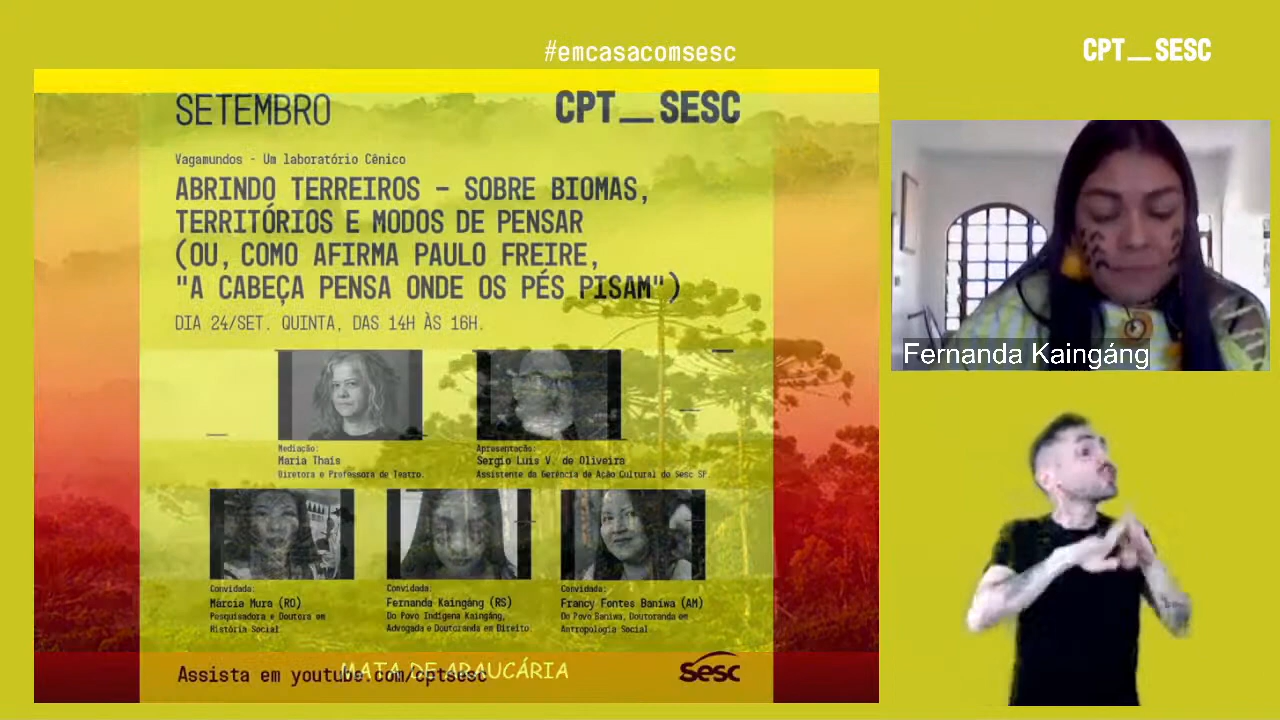 #emcasacomsesc
CPT__SESC
SETEMBRO
CPT__SESC
Vagamundos - Um laboratório Cênico
ABRINDO TERREIROS – SOBRE BIOMAS,
TERRITÓRIOS E MODOS DE PENSAR
(OU, COMO AFIRMA PAULO FREIRE,
"A CABEÇA PENSA ONDE OS PÉS PISAM")
DIA 24/SET. QUINTA, DAS 14H ÀS 16H.
Mediação:
Maria Thaís
Diretora e Professora de Teatro.
Apresentação:
Sergio Luis V. de Oliveira
Assistente da Gerência de Ação Cultural do Sesc SP
Convidada:
Márcia Mura (RO)
Pesquisadora e Doutora em
História Social
Convidada:
Fernanda Kaingáng (RS)
Do Povo Indígena Kaingáng,
Advogada e Doutoranda em Direito.
Convidada:
Francy Fontes Baniwa (AM)
Do Povo Baniwa, Doutoranda em
Antropologia Social
Assista em youtube.com/cptsesc
MATA DE ARAUCÁRIA
Sesc
Fernanda Kaingáng